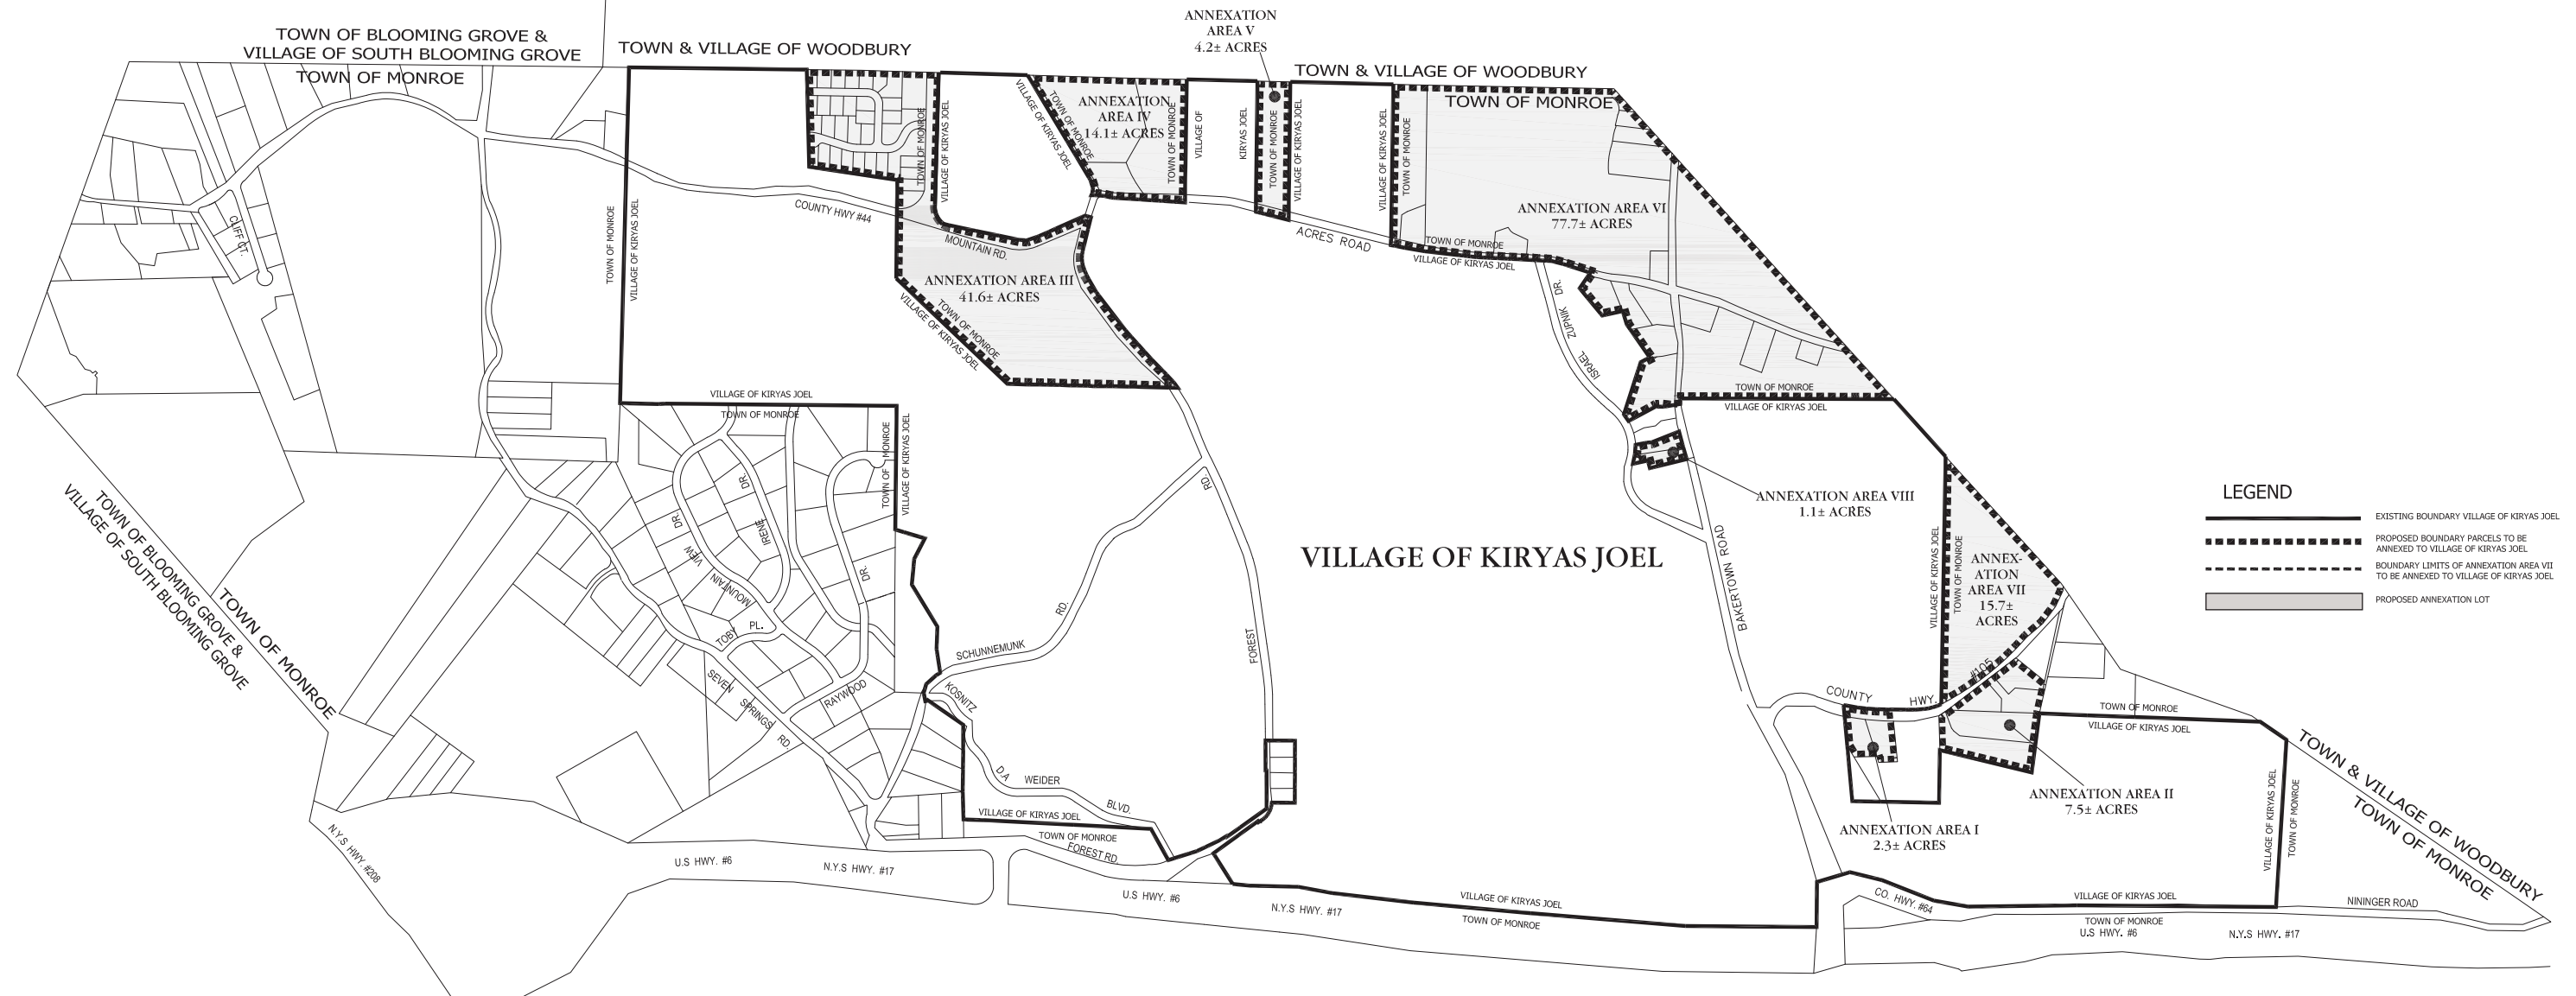 TOWN OF BLOOMING GROVE &
VILLAGE OF SOUTH BLOOMING GROVE
TOWN OF MONROE
TOWN & VILLAGE OF WOODBURY
ANNEXATION
AREA V
4.2± ACRES
TOWN & VILLAGE OF WOODBURY
TOWN OF MONROE
TOWN OF MONROE
VILLAGE OF KIRYAS JOEL
VILLAGE OF KIRYAS JOEL
TOWN OF MONROE
ANNEXATION
AREA IV
14.1± ACRES
TOWN OF MONROE
VILLAGE OF
KIRYAS JOEL
TOWN OF MONROE
VILLAGE OF KIRYAS JOEL
VILLAGE OF KIRYAS JOEL
TOWN OF MONROE
ANNEXATION AREA VI
77.7± ACRES
CLIFF CT.
TOWN OF MONROE
VILLAGE OF KIRYAS JOEL
COUNTY HWY #44
MOUNTAIN RD.
ACRES ROAD
TOWN OF MONROE
VILLAGE OF KIRYAS JOEL
ANNEXATION AREA III
41.6± ACRES
TOWN OF MONROE
VILLAGE OF KIRYAS JOEL
ISRAEL ZUPNIK DR.
VILLAGE OF KIRYAS JOEL
TOWN OF MONROE
TOWN OF MONROE
VILLAGE OF KIRYAS JOEL
TOWN OF MONROE
VILLAGE OF KIRYAS JOEL
DR.
IRENE
DR.
VIEW
MOUNTAIN
DR.
TOBY PL.
SEVEN
SPRINGS
RD.
RAYWOOD
SCHUNNEMUNK
RD.
RD.
FOREST
KOSNITZ
D.A
WEIDER
BLVD.
VILLAGE OF KIRYAS JOEL
ANNEXATION AREA VIII
1.1± ACRES
BAKERTOWN ROAD
VILLAGE OF KIRYAS JOEL
TOWN OF MONROE
ANNEX-
ATION
AREA VII
15.7±
ACRES
COUNTY HWY. #105
TOWN OF MONROE
VILLAGE OF KIRYAS JOEL
ANNEXATION AREA II
7.5± ACRES
ANNEXATION AREA I
2.3± ACRES
VILLAGE OF KIRYAS JOEL
TOWN OF MONROE
TOWN & VILLAGE OF WOODBURY
TOWN OF MONROE
TOWN OF BLOOMING GROVE &
VILLAGE OF SOUTH BLOOMING GROVE
TOWN OF MONROE
N.Y.S HWY. #208
U.S HWY. #6
N.Y.S HWY. #17
VILLAGE OF KIRYAS JOEL
TOWN OF MONROE
FOREST RD
U.S HWY. #6
N.Y.S HWY. #17
VILLAGE OF KIRYAS JOEL
TOWN OF MONROE
CO. HWY. #64
VILLAGE OF KIRYAS JOEL
TOWN OF MONROE
U.S HWY. #6
N.Y.S HWY. #17
NININGER ROAD
LEGEND
EXISTING BOUNDARY VILLAGE OF KIRYAS JOEL
PROPOSED BOUNDARY PARCELS TO BE
ANNEXED TO VILLAGE OF KIRYAS JOEL
BOUNDARY LIMITS OF ANNEXATION AREA VII
TO BE ANNEXED TO VILLAGE OF KIRYAS JOEL
PROPOSED ANNEXATION LOT